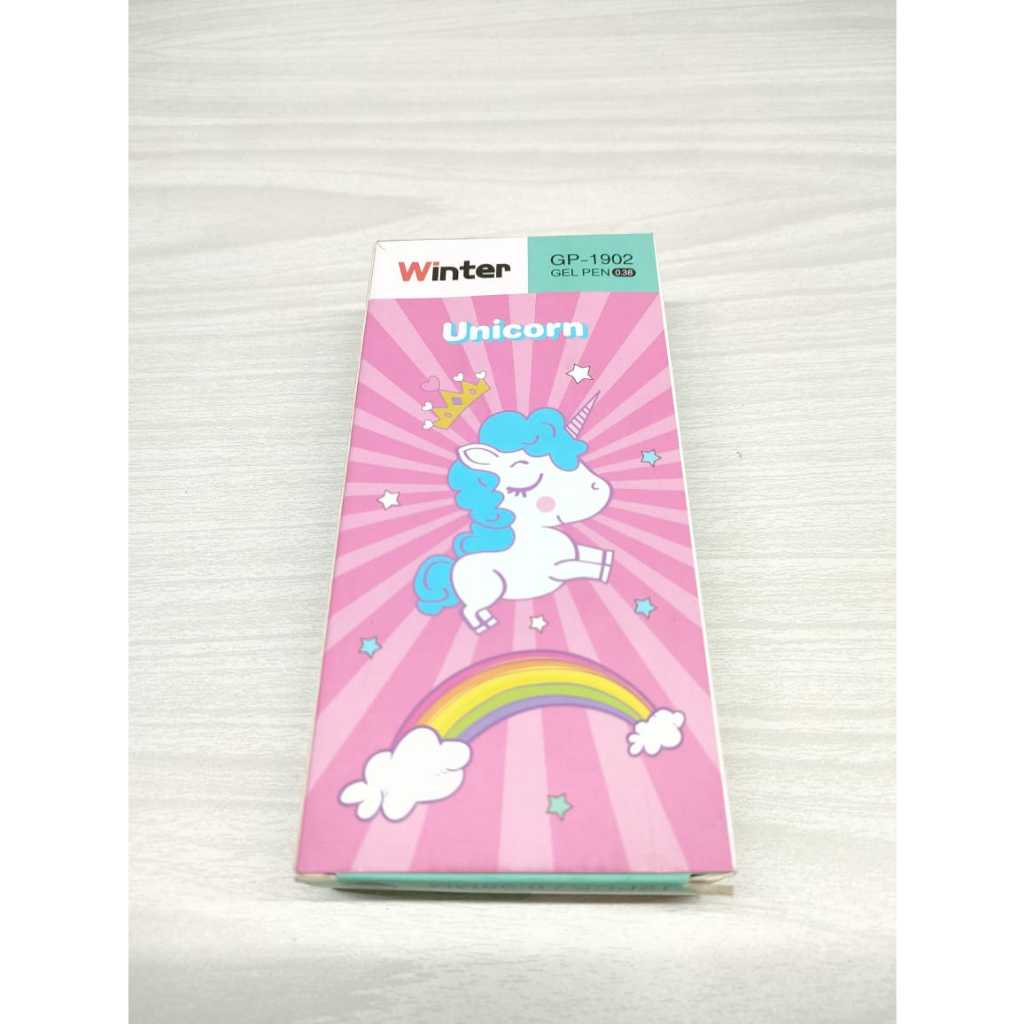 Winter
GP-1902
GEL PEN 0.38
Unicorn